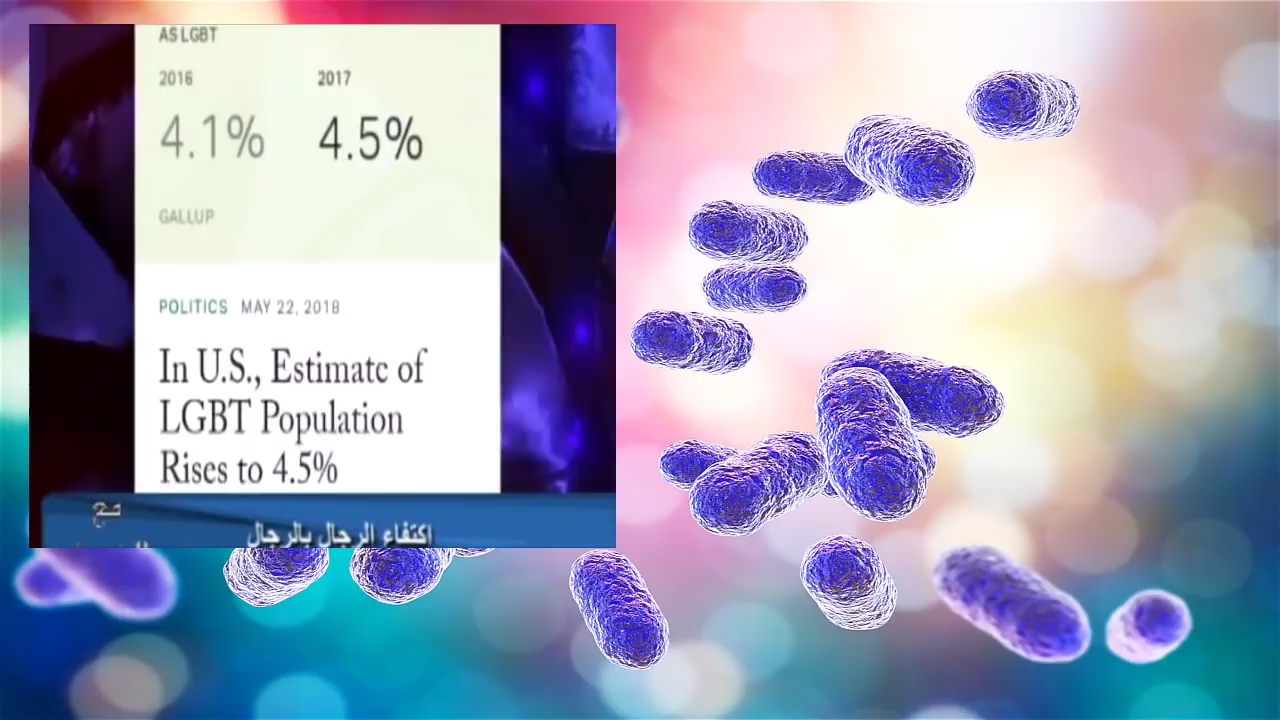 AS LGBT
2016 2017
4.1% 4.5%
GALLUP
POLITICS MAY 22, 2018
In U.S., Estimate of
LGBT Population
Rises to 4.5%
مع
اكتفاء الرجال بالرجال